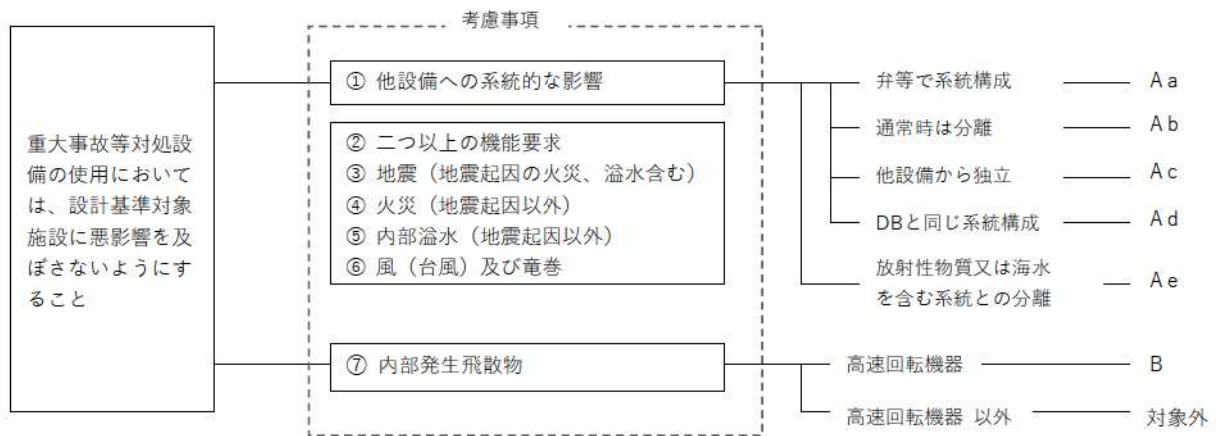 考慮事項
重大事故等対処設
備の使用において
は、設計基準対象
施設に悪影響を及
ぼさないようにす
ること
① 他設備への系統的な影響
② 二つ以上の機能要求
③ 地震（地震起因の火災、溢水含む）
④ 火災（地震起因以外）
⑤ 内部溢水（地震起因以外）
⑥ 風（台風）及び竜巻
⑦ 内部発生飛散物
弁等で系統構成 Aa
通常時は分離 Ab
他設備から独立 Ac
DBと同じ系統構成 Ad
放射性物質又は海水
を含む系統との分離 Ae
高速回転機器 B
高速回転機器 以外 対象外